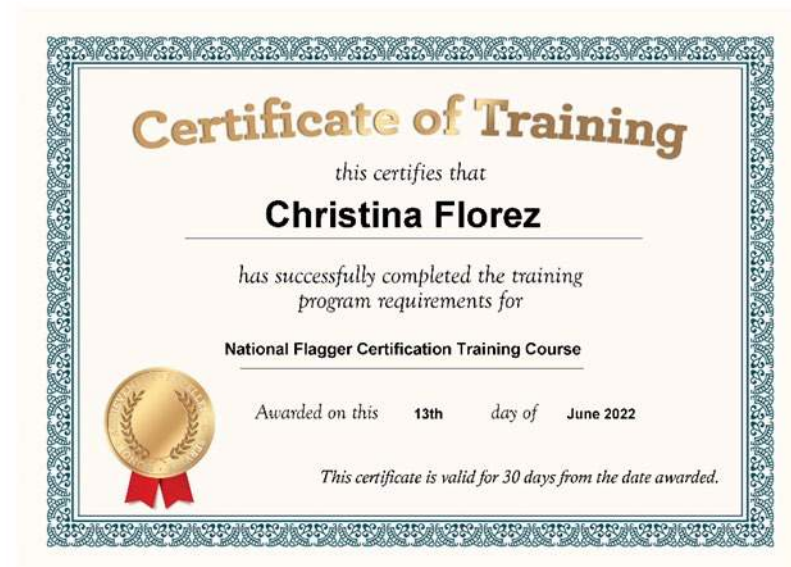 Certificate of Training
this certifies that
Christina Florez
has successfully completed the training
program requirements for
National Flagger Certification Training Course
Awarded on this 13th day of June 2022
This certificate is valid for 30 days from the date awarded.